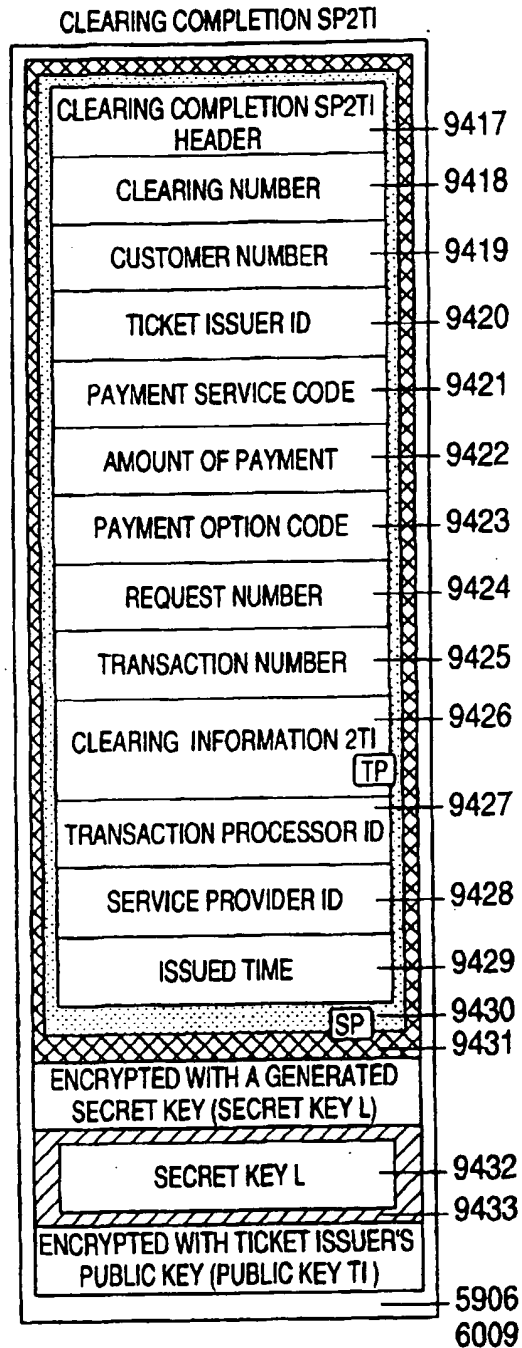 CLEARING COMPLETION SP2TI
CLEARING COMPLETION SP2TI
HEADER
9417
CLEARING NUMBER
9418
CUSTOMER NUMBER
9419
TICKET ISSUER ID
9420
PAYMENT SERVICE CODE
9421
AMOUNT OF PAYMENT
9422
PAYMENT OPTION CODE
9423
REQUEST NUMBER
9424
TRANSACTION NUMBER
9425
9426
CLEARING INFORMATION 2TI
TP
9427
TRANSACTION PROCESSOR ID
SERVICE PROVIDER ID
9428
ISSUED TIME
9429
9430
SP
9431
ENCRYPTED WITH A GENERATED
SECRET KEY (SECRET KEY L)
SECRET KEY L
9432
9433
ENCRYPTED WITH TICKET ISSUER'S
PUBLIC KEY (PUBLIC KEY TI)
5906
6009